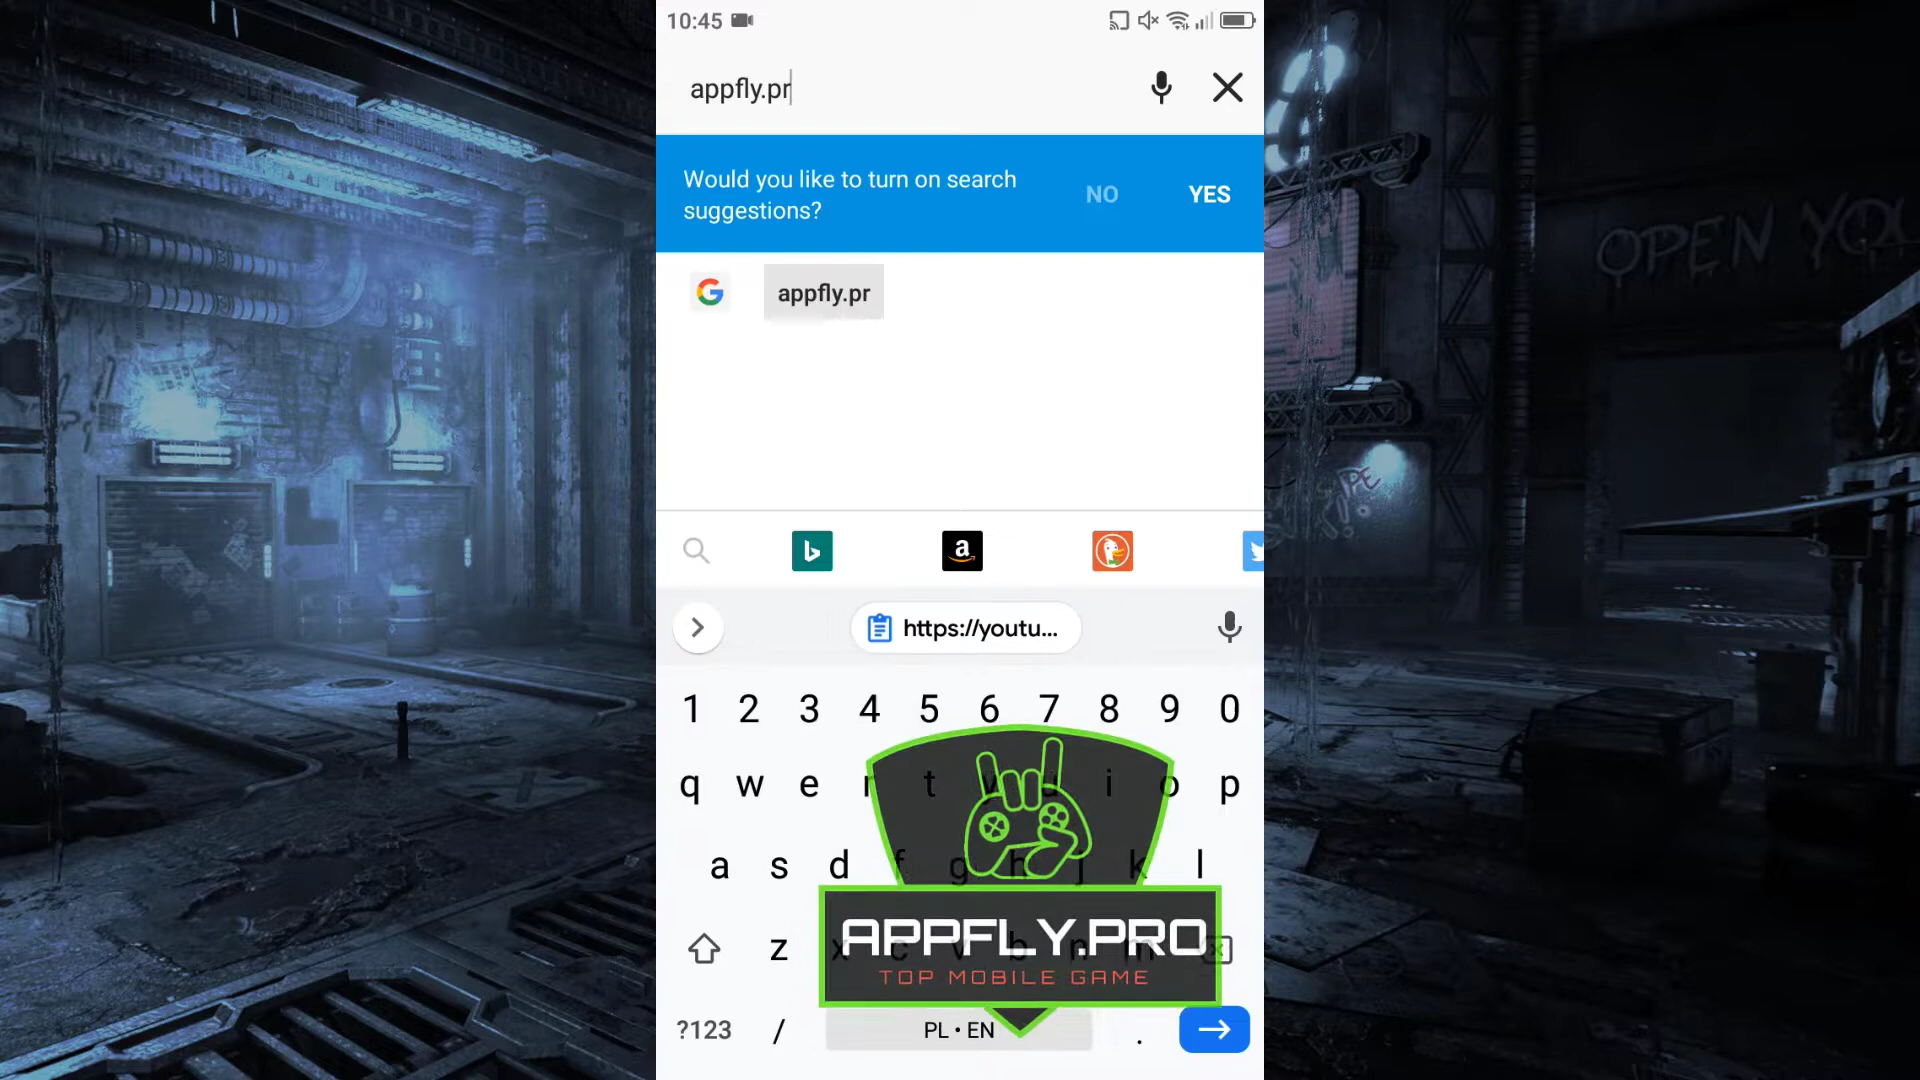 10:45
appfly.pr
Would you like to turn on search
suggestions?
NO
YES
appfly.pr
https://youtu...
1 2 3 4 5 6 7 8 9 0
q w e r t y u i o p
a s d f g h j k l
z x c v b n m
APPFLY.PRO
TOP MOBILE GAME
?123 / PL • EN .
OPEN YOU